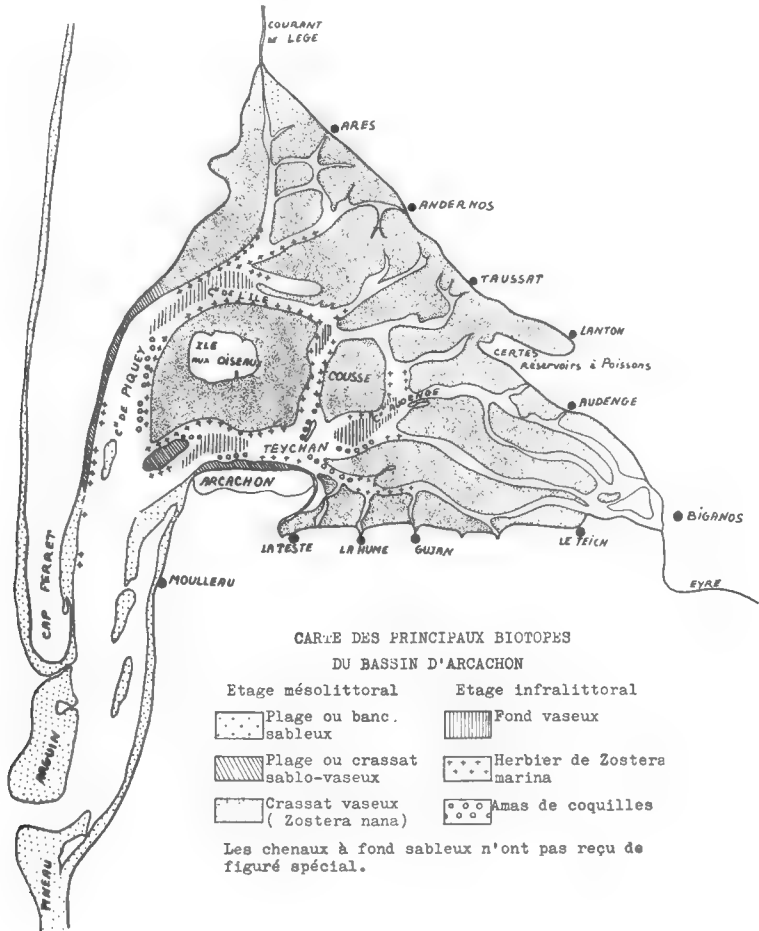 COURANT
DE LEGE
ARES
ANDERNOS
TAUSSAT
LANTON
CERTES
Réservoirs à Poissons
AUDENGE
BIGANOS
EYRE
LE TEICH
GUJAN
LA HUME
LA TESTE
ARCACHON
TEYCHAN
COUSSE
ILE
AUX OISEAUX
Cal DE L'ILE
Cal DE PIQUEY
MOULLEAU
CAP FERRET
ARGUIN
PINEAU
CARTE DES PRINCIPAUX BIOTOPES
DU BASSIN D'ARCACHON
Etage mésolittoral
Plage ou banc.
sableux
Plage ou crassat
sablo-vaseux
Crassat vaseux
( Zostera nana)
Etage infralittoral
Fond vaseux
Herbier de Zostera
marina
Amas de coquilles
Les chenaux à fond sableux n'ont pas reçu de
figuré spécial.